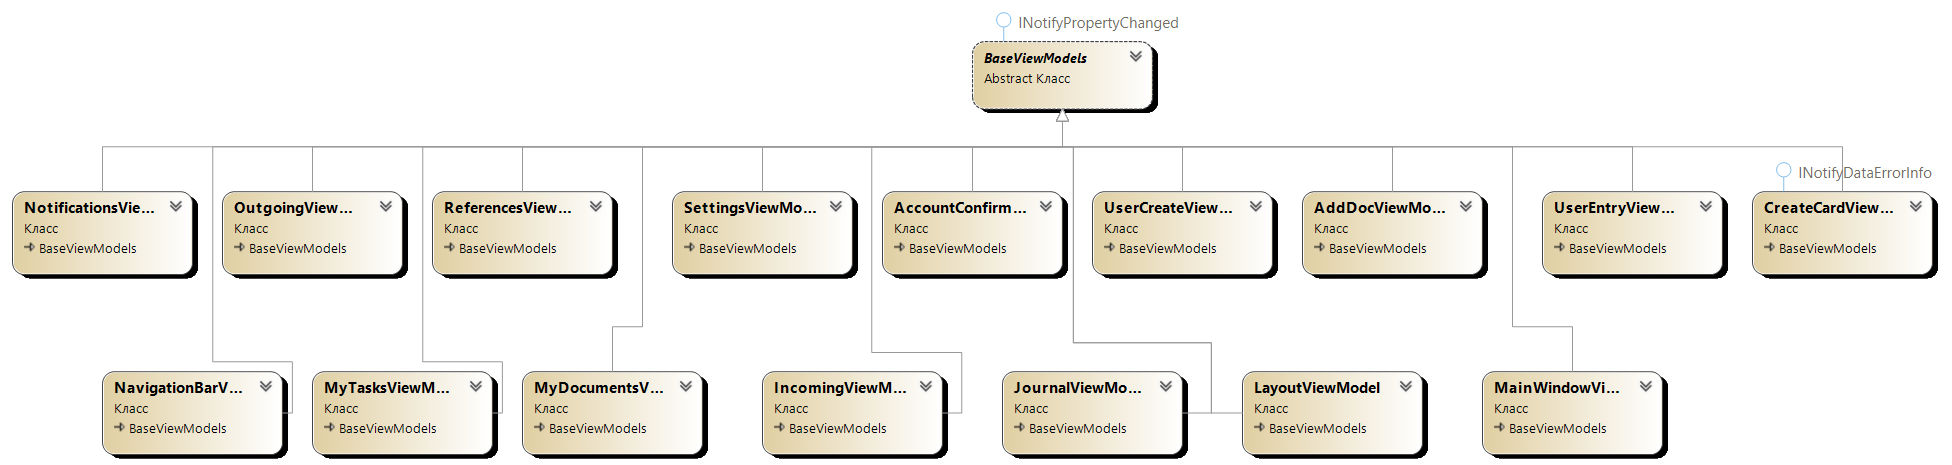 INotifyPropertyChanged
BaseViewModels
Abstract Класс
INotifyDataErrorInfo
NotificationsVie...
Класс
BaseViewModels
OutgoingView...
Класс
BaseViewModels
ReferencesView...
Класс
BaseViewModels
SettingsViewMo...
Класс
BaseViewModels
AccountConfirm...
Класс
BaseViewModels
UserCreateView...
Класс
BaseViewModels
AddDocViewMo...
Класс
BaseViewModels
UserEntryView...
Класс
BaseViewModels
CreateCardView...
Класс
BaseViewModels
NavigationBarV...
Класс
BaseViewModels
MyTasksViewM...
Класс
BaseViewModels
MyDocumentsV...
Класс
BaseViewModels
IncomingViewM...
Класс
BaseViewModels
JournalViewMo...
Класс
BaseViewModels
LayoutViewModel
Класс
BaseViewModels
MainWindowVi...
Класс
BaseViewModels